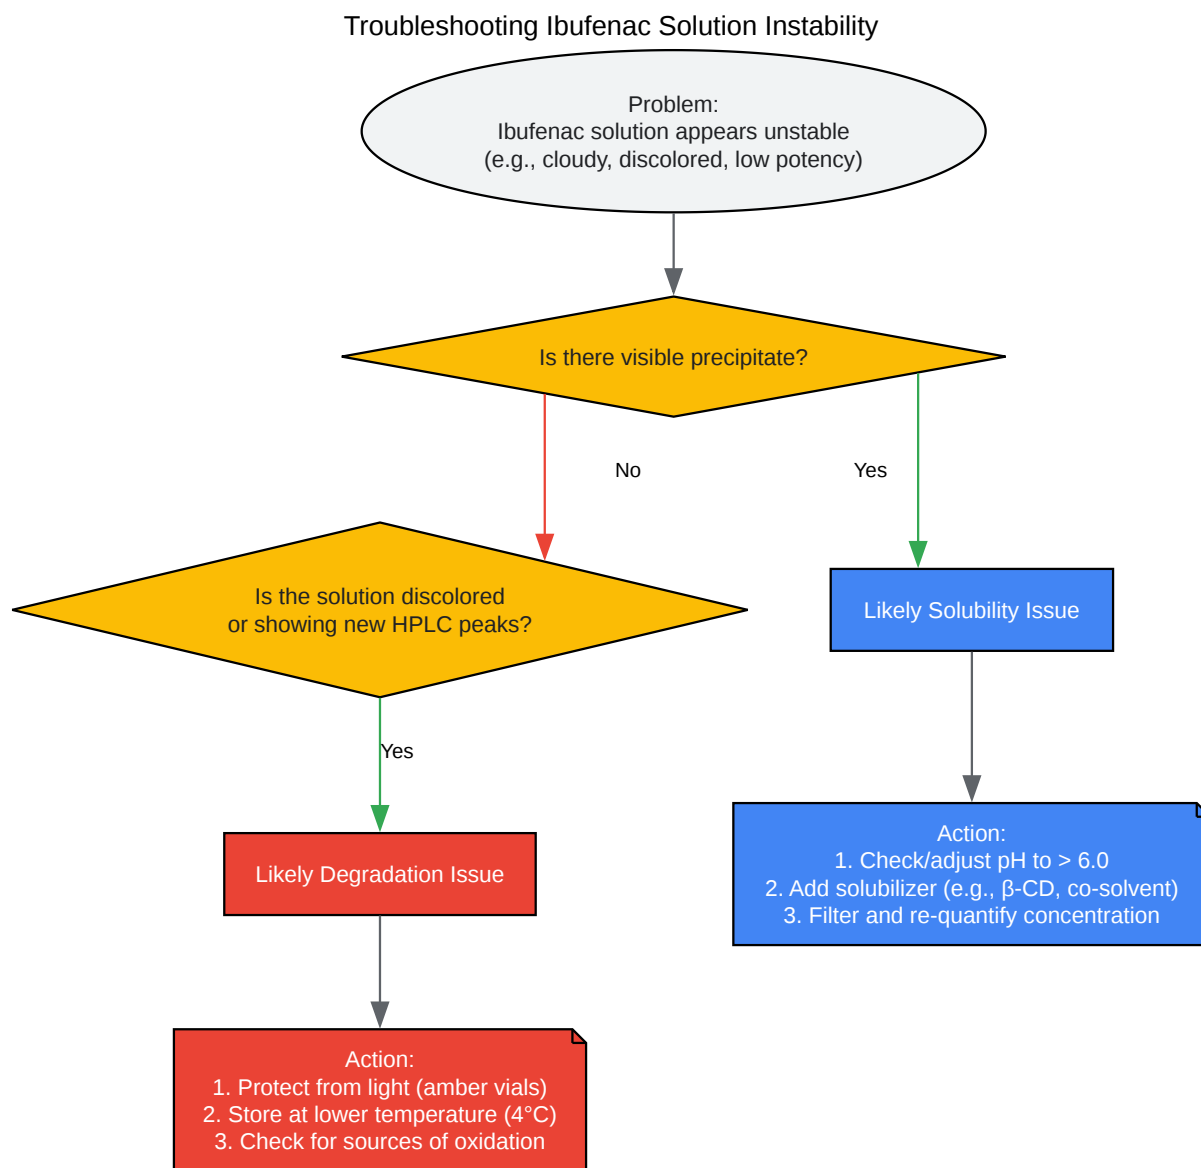 Troubleshooting Ibufenac Solution Instability
Problem:
Ibufenac solution appears unstable
(e.g., cloudy, discolored, low potency)
Is there visible precipitate?
No
Yes
Is the solution discolored
or showing new HPLC peaks?
Likely Solubility Issue
Yes
Action:
1. Check/adjust pH to > 6.0
2. Add solubilizer (e.g., β-CD, co-solvent)
3. Filter and re-quantify concentration
Likely Degradation Issue
Action:
1. Protect from light (amber vials)
2. Store at lower temperature (4°C)
3. Check for sources of oxidation